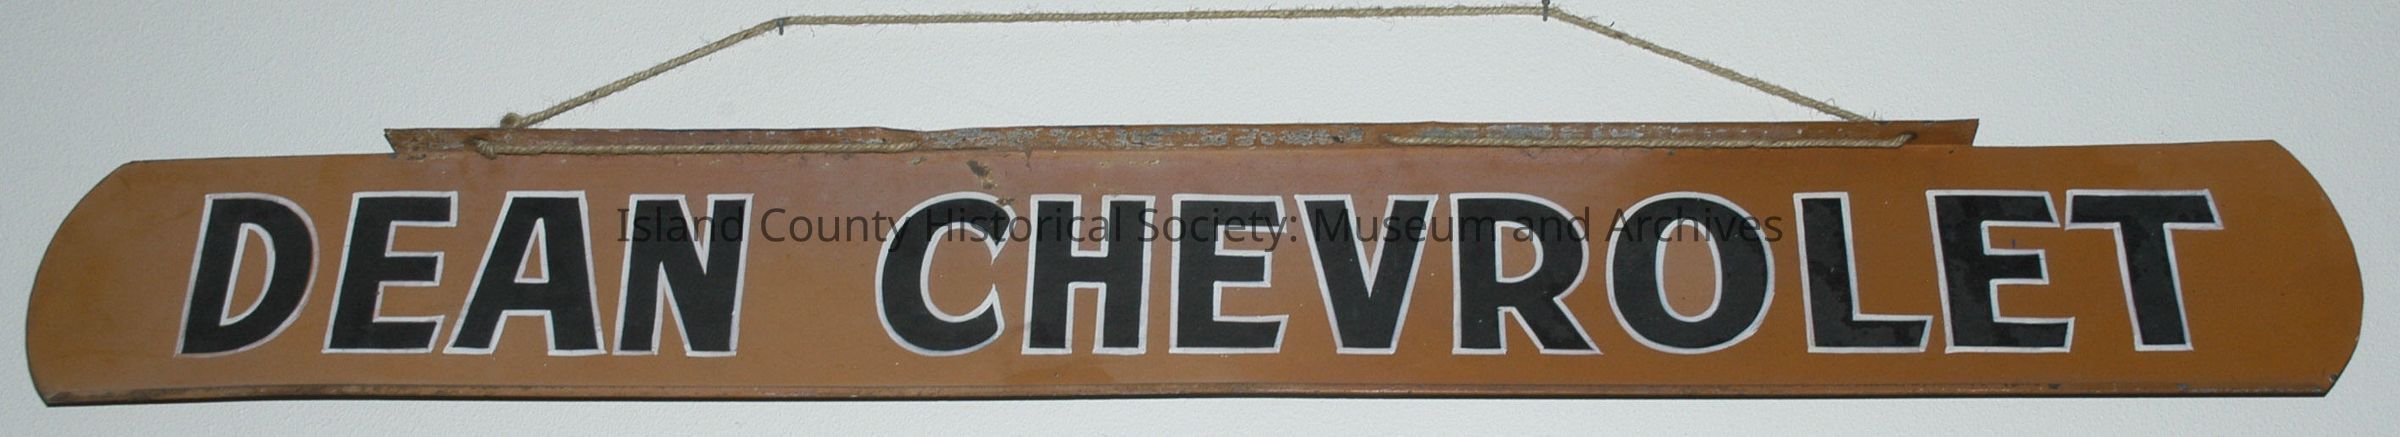 DEAN CHEVROLET
Island County Historical Society: Museum and Archives